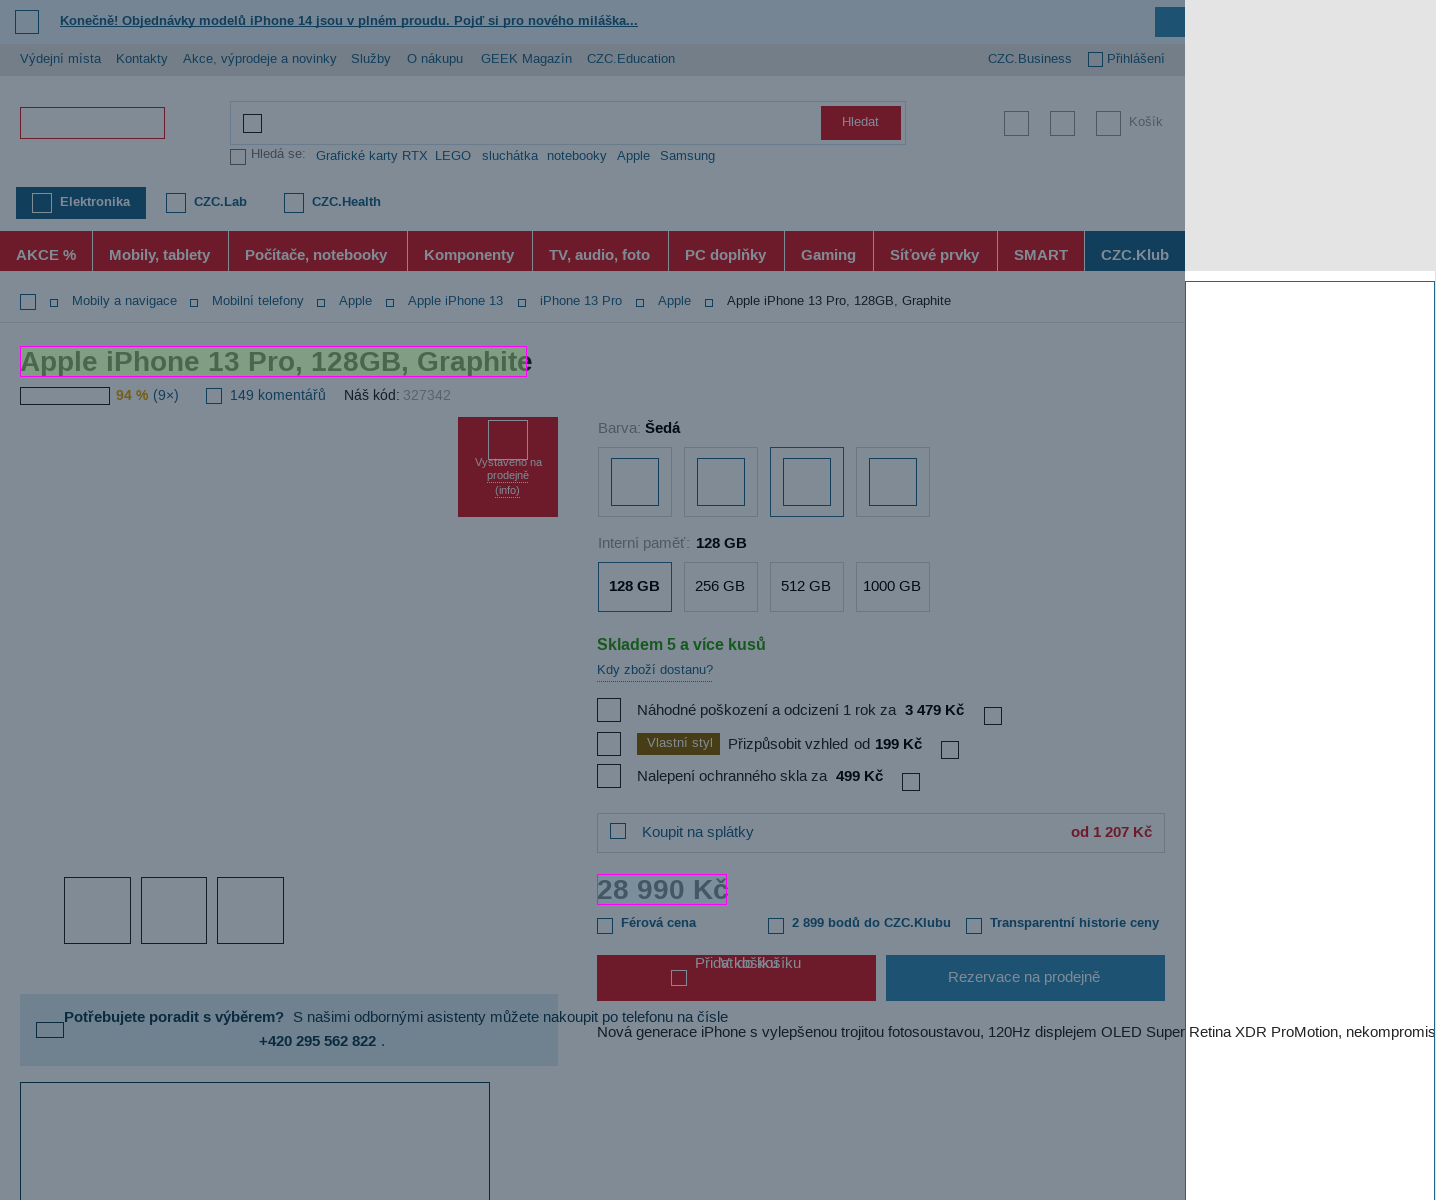 Konečně! Objednávky modelů iPhone 14 jsou v plném proudu. Pojď si pro nového miláška...
Výdejní místa Kontakty Akce, výprodeje a novinky Služby O nákupu GEEK Magazín CZC.Education CZC.Business Přihlášení
Hledat
Košík
Hledá se: Grafické karty RTX LEGO sluchátka notebooky Apple Samsung
Elektronika CZC.Lab CZC.Health
AKCE % Mobily, tablety Počítače, notebooky Komponenty TV, audio, foto PC doplňky Gaming Síťové prvky SMART CZC.Klub
Mobily a navigace Mobilní telefony Apple Apple iPhone 13 iPhone 13 Pro Apple Apple iPhone 13 Pro, 128GB, Graphite
Apple iPhone 13 Pro, 128GB, Graphite
94 % (9×) 149 komentářů Náš kód: 327342
Vystaveno na
prodejně
(info)
Barva: Šedá
Interní paměť: 128 GB
128 GB 256 GB 512 GB 1000 GB
Skladem 5 a více kusů
Kdy zboží dostanu?
Náhodné poškození a odcizení 1 rok za 3 479 Kč
Vlastní styl Přizpůsobit vzhled od 199 Kč
Nalepení ochranného skla za 499 Kč
Koupit na splátky od 1 207 Kč
28 990 Kč
Férová cena 2 899 bodů do CZC.Klubu Transparentní historie ceny
Přidat do košíku
V košíku
Rezervace na prodejně
Potřebujete poradit s výběrem? S našimi odbornými asistenty můžete nakoupit po telefonu na čísle
+420 295 562 822 .
Nová generace iPhone s vylepšenou trojitou fotosoustavou, 120Hz displejem OLED Super Retina XDR ProMotion, nekompromis